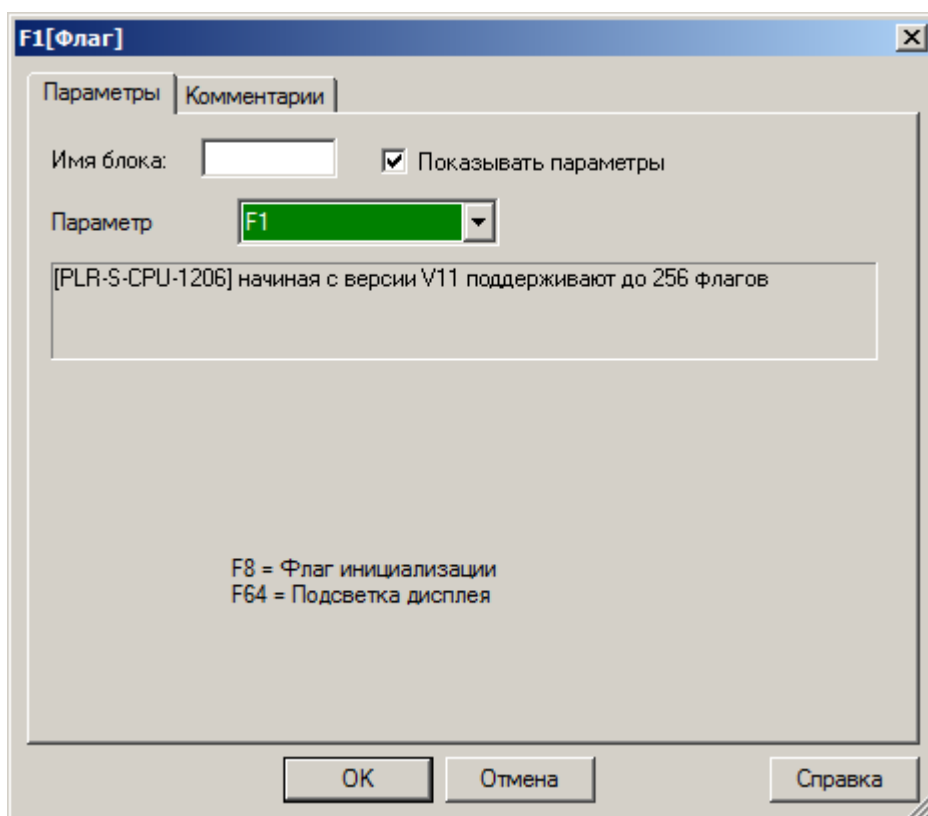 F1[Флаг]
Параметры Комментарии
Имя блока: Показывать параметры
Параметр F1
[PLR-S-CPU-1206] начиная с версии V11 поддерживают до 256 флагов
F8 = Флаг инициализации
F64 = Подсветка дисплея
OK Отмена Справка